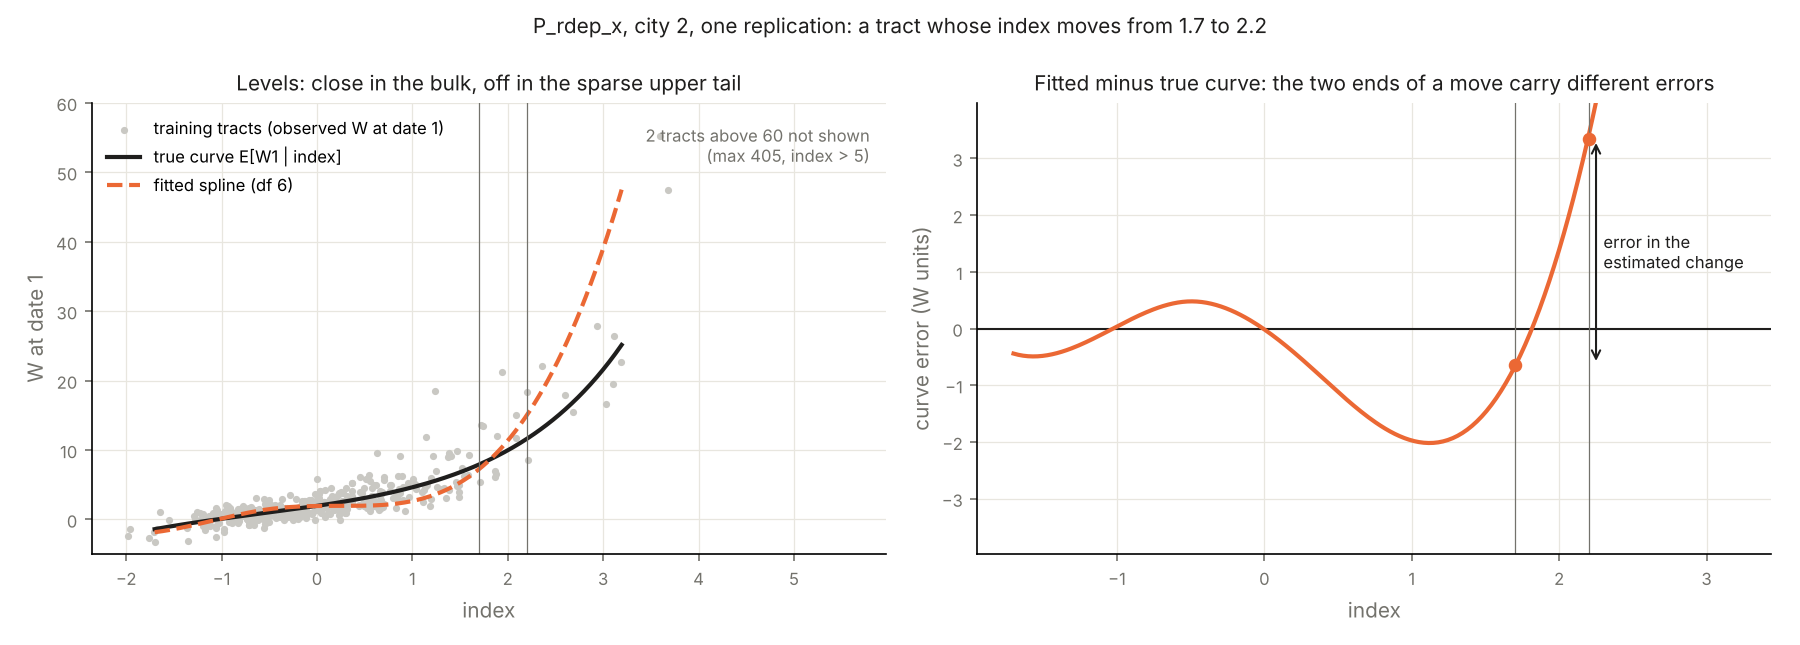 P_rdep_x, city 2, one replication: a tract whose index moves from 1.7 to 2.2
Levels: close in the bulk, off in the sparse upper tail
training tracts (observed W at date 1)
true curve E[W1 | index]
fitted spline (df 6)
2 tracts above 60 not shown
(max 405, index > 5)
W at date 1
60
50
40
30
20
10
0
−2
−1
0
1
2
3
4
5
index
Fitted minus true curve: the two ends of a move carry different errors
error in the
estimated change
curve error (W units)
3
2
1
0
−1
−2
−3
−1
0
1
2
3
index